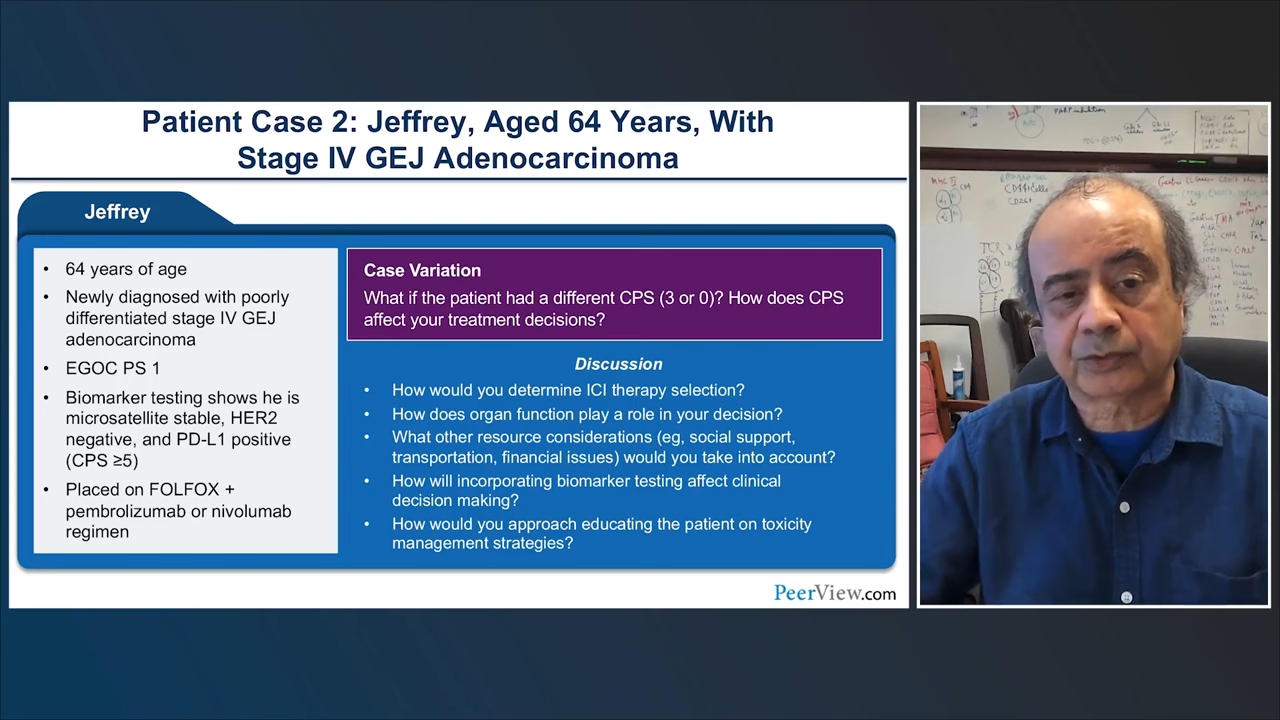 Patient Case 2: Jeffrey, Aged 64 Years, With
Stage IV GEJ Adenocarcinoma
Jeffrey
• 64 years of age
• Newly diagnosed with poorly
differentiated stage IV GEJ
adenocarcinoma
• EGOC PS 1
• Biomarker testing shows he is
microsatellite stable, HER2
negative, and PD-L1 positive
(CPS ≥5)
• Placed on FOLFOX +
pembrolizumab or nivolumab
regimen
Case Variation
What if the patient had a different CPS (3 or 0)? How does CPS
affect your treatment decisions?
Discussion
• How would you determine ICI therapy selection?
• How does organ function play a role in your decision?
• What other resource considerations (eg, social support,
transportation, financial issues) would you take into account?
• How will incorporating biomarker testing affect clinical
decision making?
• How would you approach educating the patient on toxicity
management strategies?
PeerView.com
MHC II
CD4
CD26+
TCR
TMA